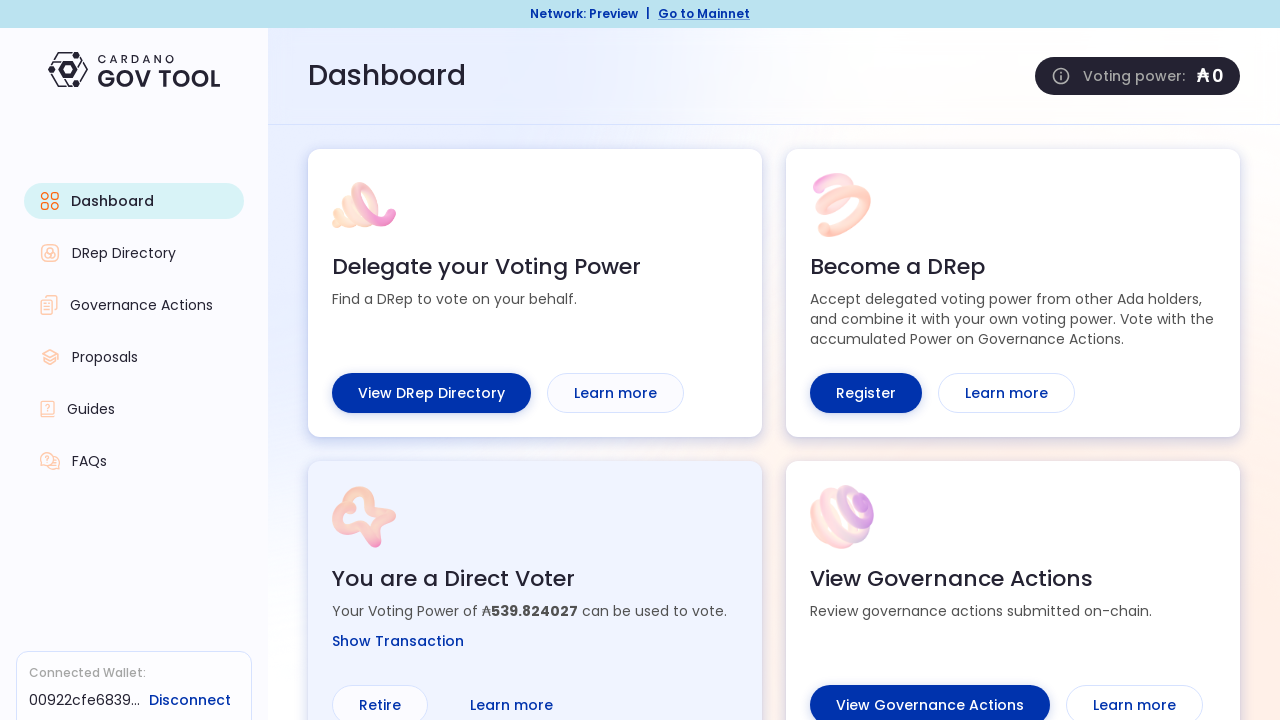 Network: Preview | Go to Mainnet
CARDANO
GOV TOOL
Dashboard
Voting power: ₳ 0
Dashboard
DRep Directory
Governance Actions
Proposals
Guides
FAQs
Connected Wallet:
00922cfe6839... Disconnect
Delegate your Voting Power
Find a DRep to vote on your behalf.
View DRep Directory
Learn more
Become a DRep
Accept delegated voting power from other Ada holders,
and combine it with your own voting power. Vote with the
accumulated Power on Governance Actions.
Register
Learn more
You are a Direct Voter
Your Voting Power of ₳539.824027 can be used to vote.
Show Transaction
Retire
Learn more
View Governance Actions
Review governance actions submitted on-chain.
View Governance Actions
Learn more